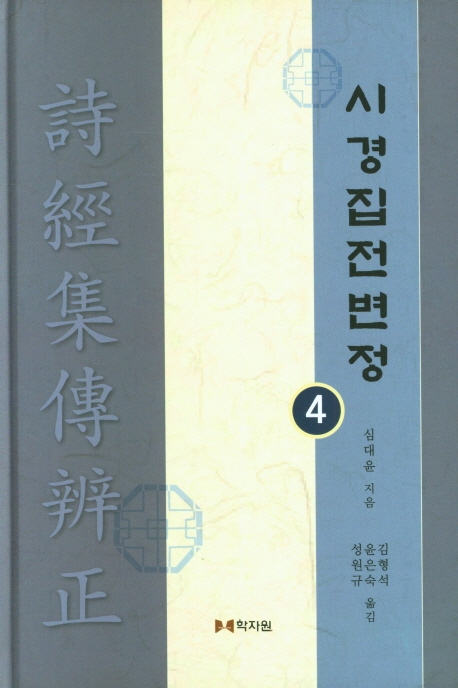 詩經集傳辨正
시경집전변정
4
심대윤 지음
김형석
윤은숙 옮김
성원규
학자원